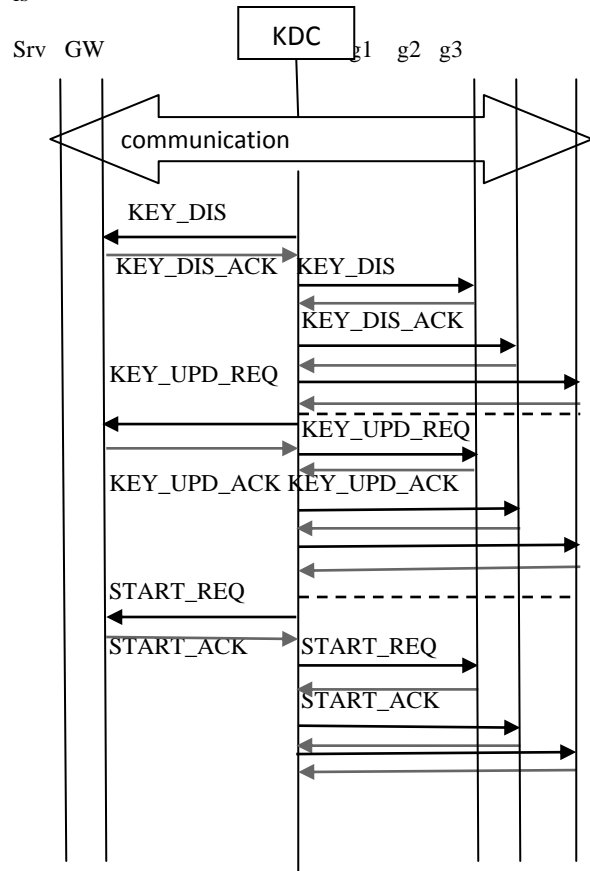 KDC
Srv GW g1 g2 g3
communication
KEY_DIS
KEY_DIS_ACK KEY_DIS
KEY_DIS_ACK
KEY_UPD_REQ
KEY_UPD_REQ
KEY_UPD_ACK KEY_UPD_ACK
START_REQ
START_ACK START_REQ
START_ACK